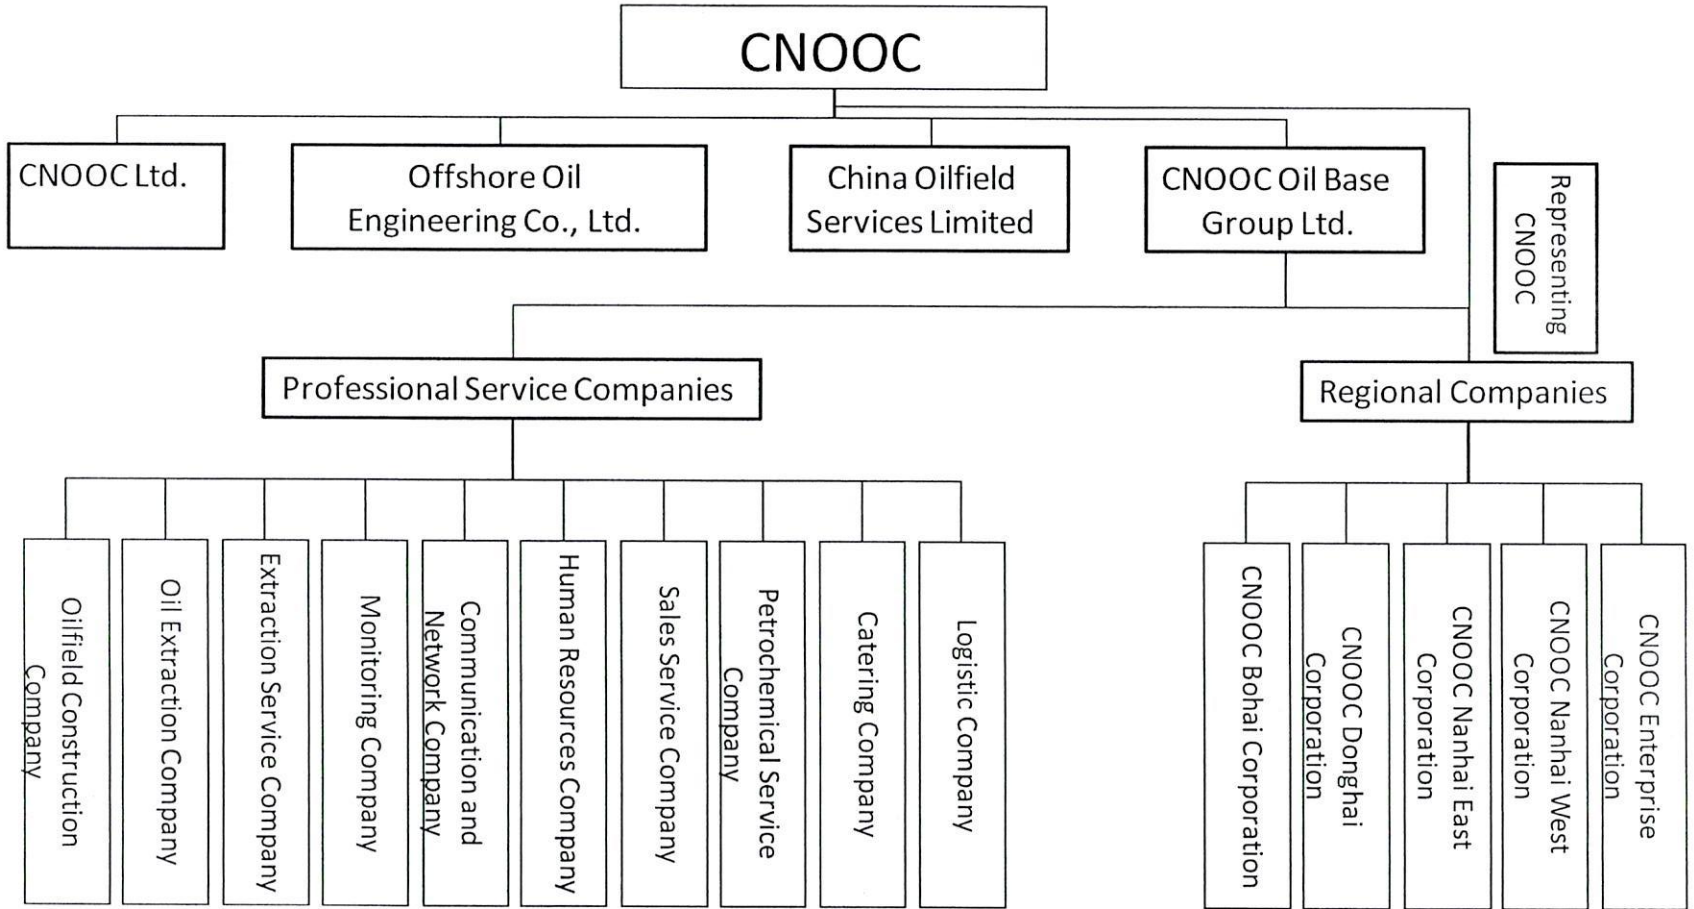 CNOOC
CNOOC Ltd.
Offshore Oil
Engineering Co., Ltd.
China Oilfield
Services Limited
CNOOC Oil Base
Group Ltd.
Representing
CNOOC
Professional Service Companies
Regional Companies
Oilfield Construction
Company
Oil Extraction Company
Extraction Service Company
Monitoring Company
Communication and
Network Company
Human Resources Company
Sales Service Company
Petrochemical Service
Company
Catering Company
Logistic Company
CNOOC Bohai Corporation
CNOOC Donghai
Corporation
CNOOC Nanhai East
Corporation
CNOOC Nanhai West
Corporation
CNOOC Enterprise
Corporation